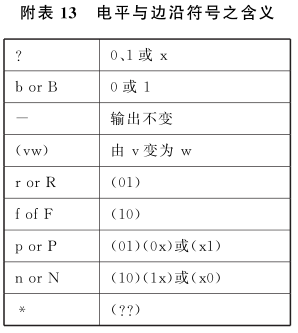 附表 13 电平与边沿符号之含义
? 0、1 或 x
b or B 0 或 1
— 输出不变
(vw) 由 v 变为 w
r or R (01)
f of F (10)
p or P (01)(0x)或(x1)
n or N (10)(1x)或(x0)
* (??)